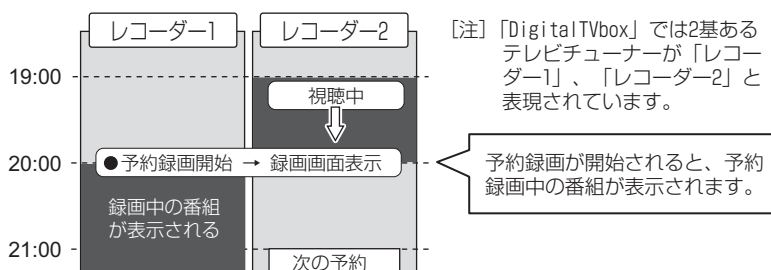 レコーダー1
レコーダー2
[注]「DigitalTVbox」では2基ある
テレビチューナーが「レコー
ダー1」、「レコーダー2」と
表現されています。
19:00
視聴中
20:00
●予約録画開始 → 録画画面表示
予約録画が開始されると、予約
録画中の番組が表示されます。
録画中の番組
が表示される
21:00
次の予約